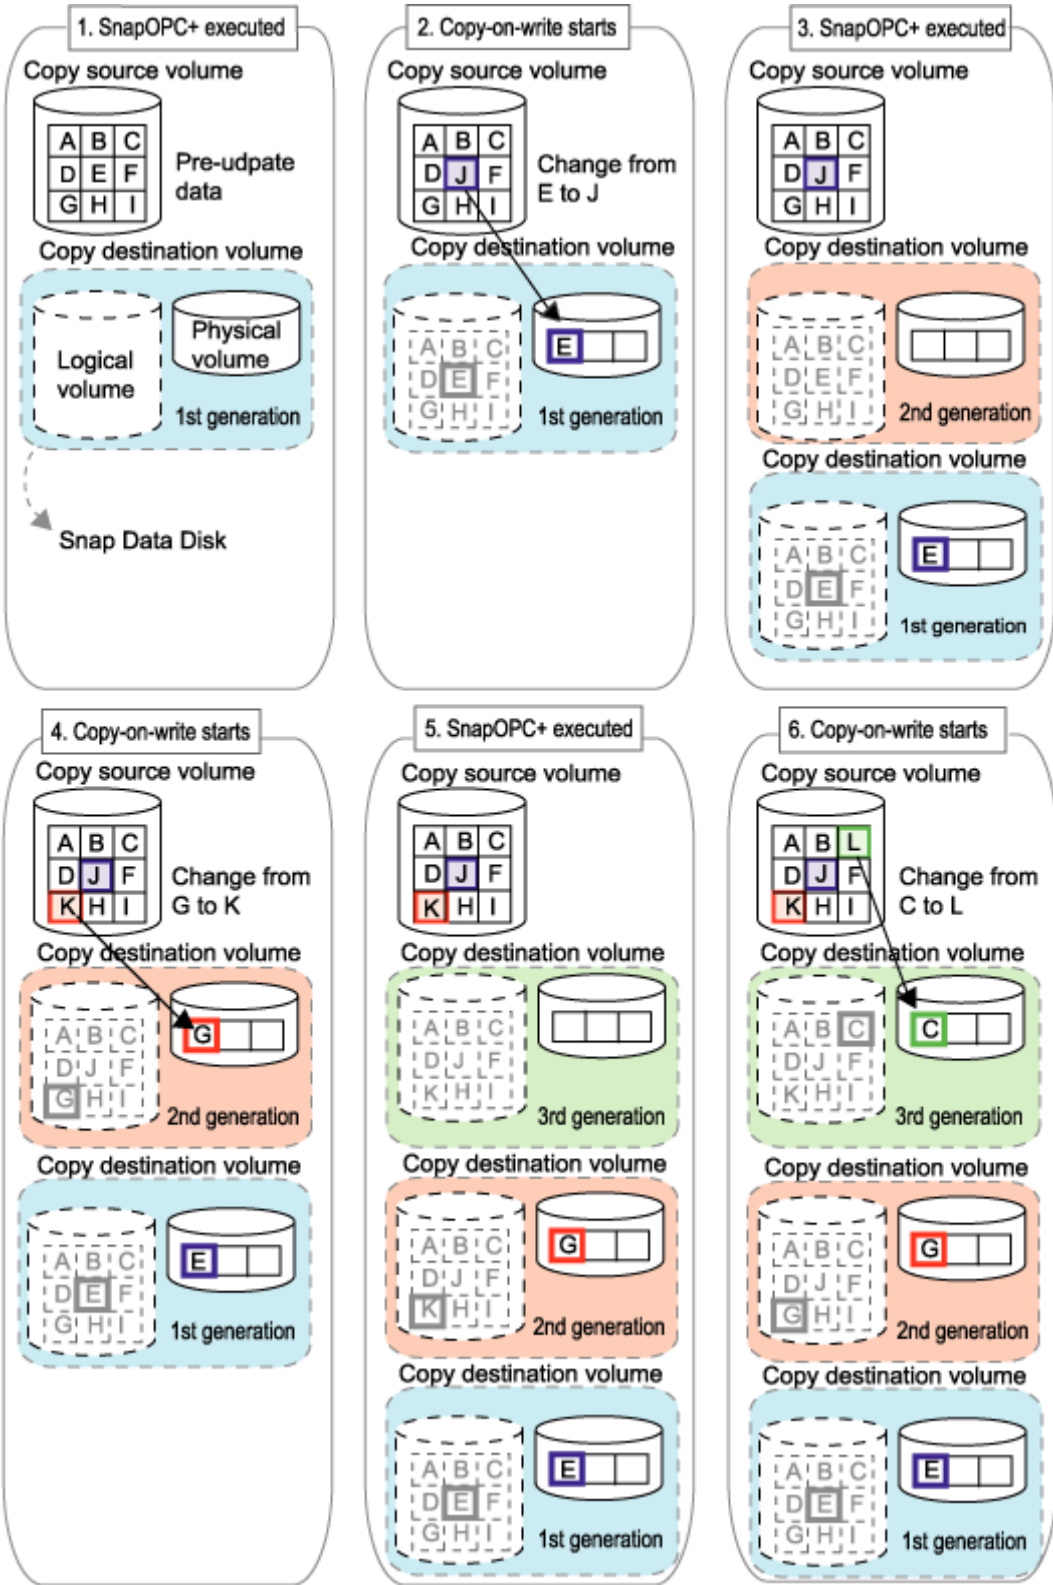 1. SnapOPC+ executed
Copy source volume
A B C
D E F
G H I
Pre-udpate
data
Copy destination volume
Logical
volume
Physical
volume
1st generation
Snap Data Disk
2. Copy-on-write starts
Copy source volume
A B C
D J F
G H I
Change from
E to J
Copy destination volume
A B C
D E F
G H I
E
1st generation
3. SnapOPC+ executed
Copy source volume
A B C
D J F
G H I
Copy destination volume
A B C
D E F
G H I
2nd generation
Copy destination volume
A B C
D E F
G H I
E
1st generation
4. Copy-on-write starts
Copy source volume
A B C
D J F
K H I
Change from
G to K
Copy destination volume
A B C
D J F
G H I
G
2nd generation
Copy destination volume
A B C
D E F
G H I
E
1st generation
5. SnapOPC+ executed
Copy source volume
A B C
D J F
K H I
Copy destination volume
A B C
D J F
K H I
3rd generation
Copy destination volume
A B C
D J F
K H I
G
2nd generation
Copy destination volume
A B C
D E F
G H I
E
1st generation
6. Copy-on-write starts
Copy source volume
A B L
D J F
K H I
Change from
C to L
Copy destination volume
A B C
D J F
K H I
C
3rd generation
Copy destination volume
A B C
D J F
G H I
G
2nd generation
Copy destination volume
A B C
D E F
G H I
E
1st generation